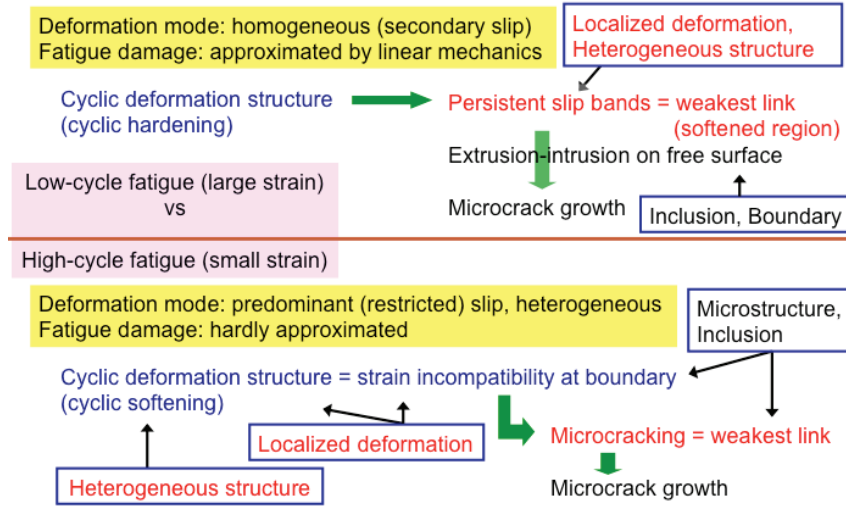 Deformation mode: homogeneous (secondary slip)
Fatigue damage: approximated by linear mechanics
Localized deformation,
Heterogeneous structure
Cyclic deformation structure
(cyclic hardening)
Persistent slip bands = weakest link
(softened region)
Extrusion-intrusion on free surface
Microcrack growth
Inclusion, Boundary
Low-cycle fatigue (large strain)
vs
High-cycle fatigue (small strain)
Deformation mode: predominant (restricted) slip, heterogeneous
Fatigue damage: hardly approximated
Microstructure,
Inclusion
Cyclic deformation structure = strain incompatibility at boundary
(cyclic softening)
Localized deformation
Heterogeneous structure
Microcracking = weakest link
Microcrack growth